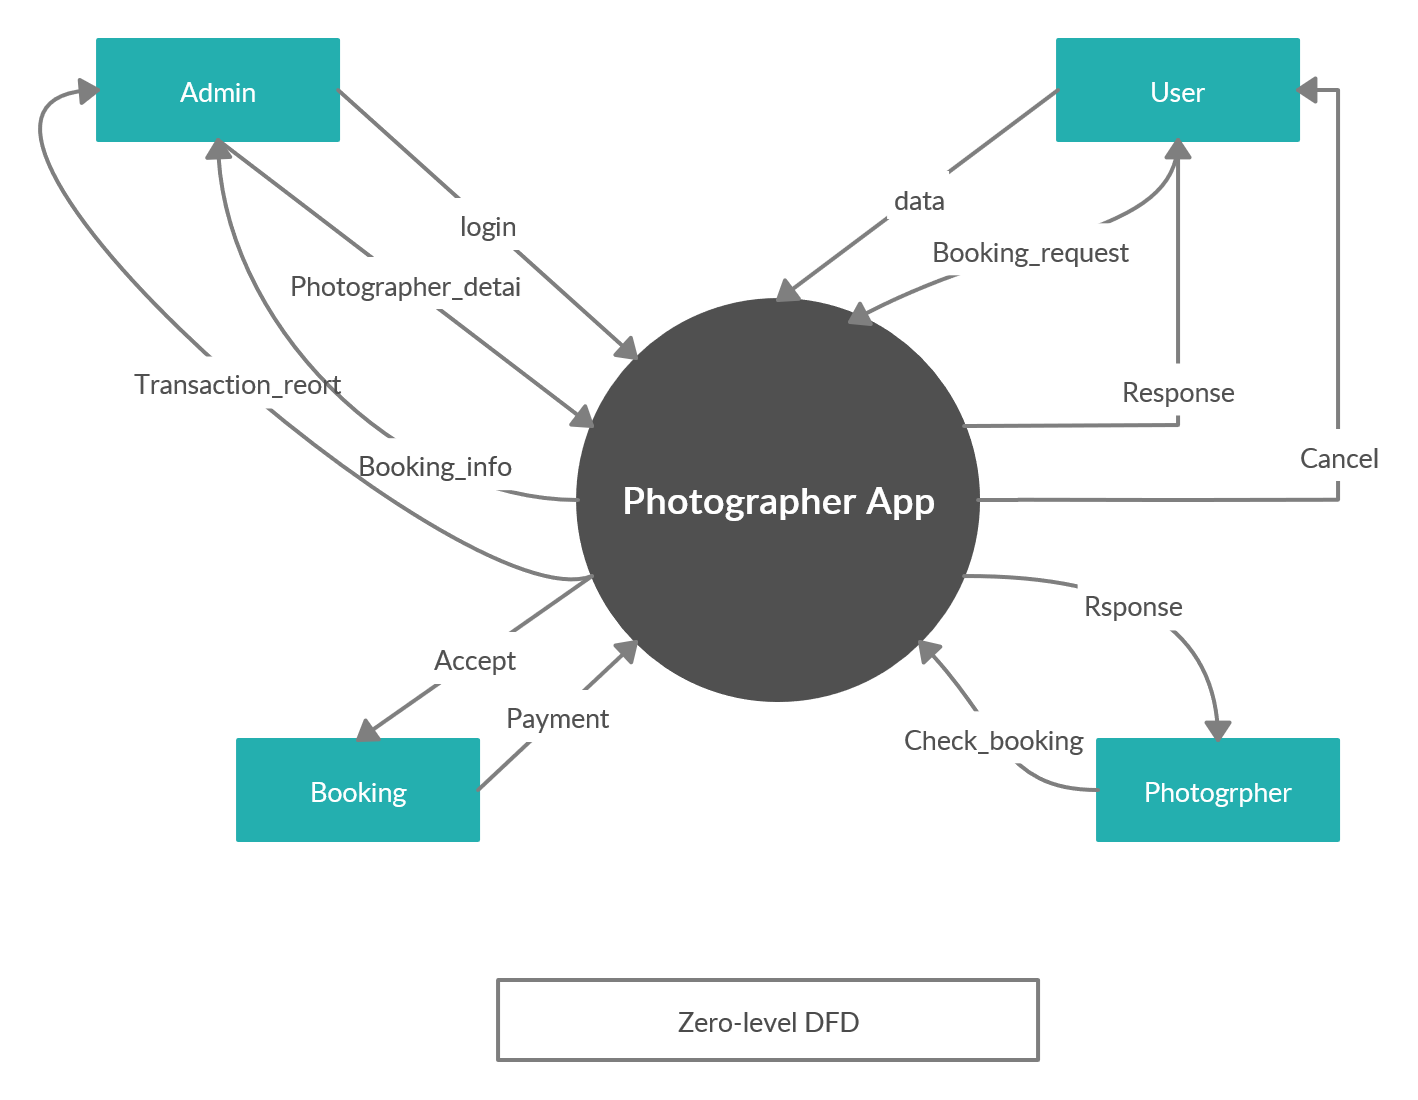 Admin
User
login
data
Booking_request
Photographer_detai
Transaction_reort
Response
Booking_info
Cancel
Photographer App
Rsponse
Accept
Payment
Check_booking
Booking
Photogrpher
Zero-level DFD